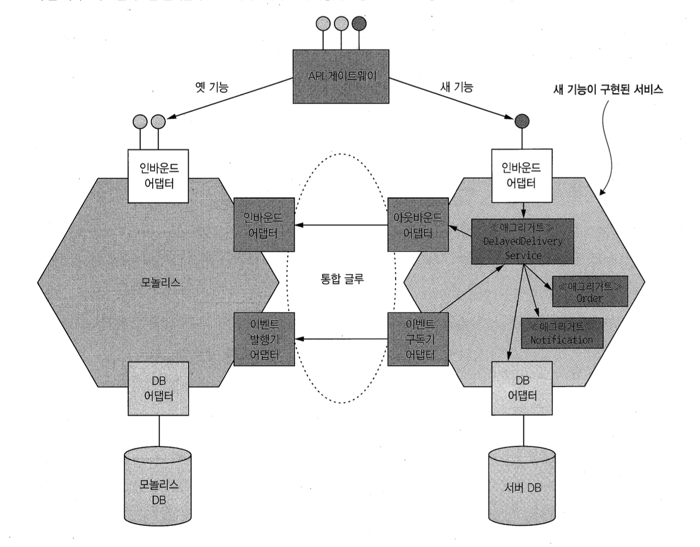 API 게이트웨이
옛 기능
새 기능
새 기능이 구현된 서비스
인바운드
어댑터
인바운드
어댑터
인바운드
어댑터
아웃바운드
어댑터
≪애그리거트≫
DelayedDelivery
Service
모놀리스
통합 글루
≪애그리거트≫
Order
이벤트
발행기
어댑터
이벤트
구독기
어댑터
≪애그리거트≫
Notification
DB
어댑터
DB
어댑터
모놀리스
DB
서버 DB